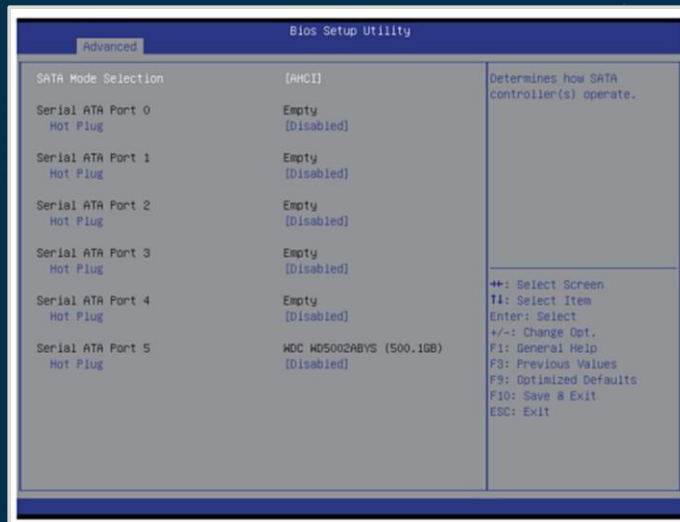 Bios Setup Utility
Advanced
SATA Mode Selection [AHCI]
Serial ATA Port 0 Empty
Hot Plug [Disabled]
Serial ATA Port 1 Empty
Hot Plug [Disabled]
Serial ATA Port 2 Empty
Hot Plug [Disabled]
Serial ATA Port 3 Empty
Hot Plug [Disabled]
Serial ATA Port 4 Empty
Hot Plug [Disabled]
Serial ATA Port 5 WDC WD5002ABYS (500.1GB)
Hot Plug [Disabled]
Determines how SATA
controller(s) operate.
→←: Select Screen
↑↓: Select Item
Enter: Select
+/-: Change Opt.
F1: General Help
F3: Previous Values
F9: Optimized Defaults
F10: Save & Exit
ESC: Exit